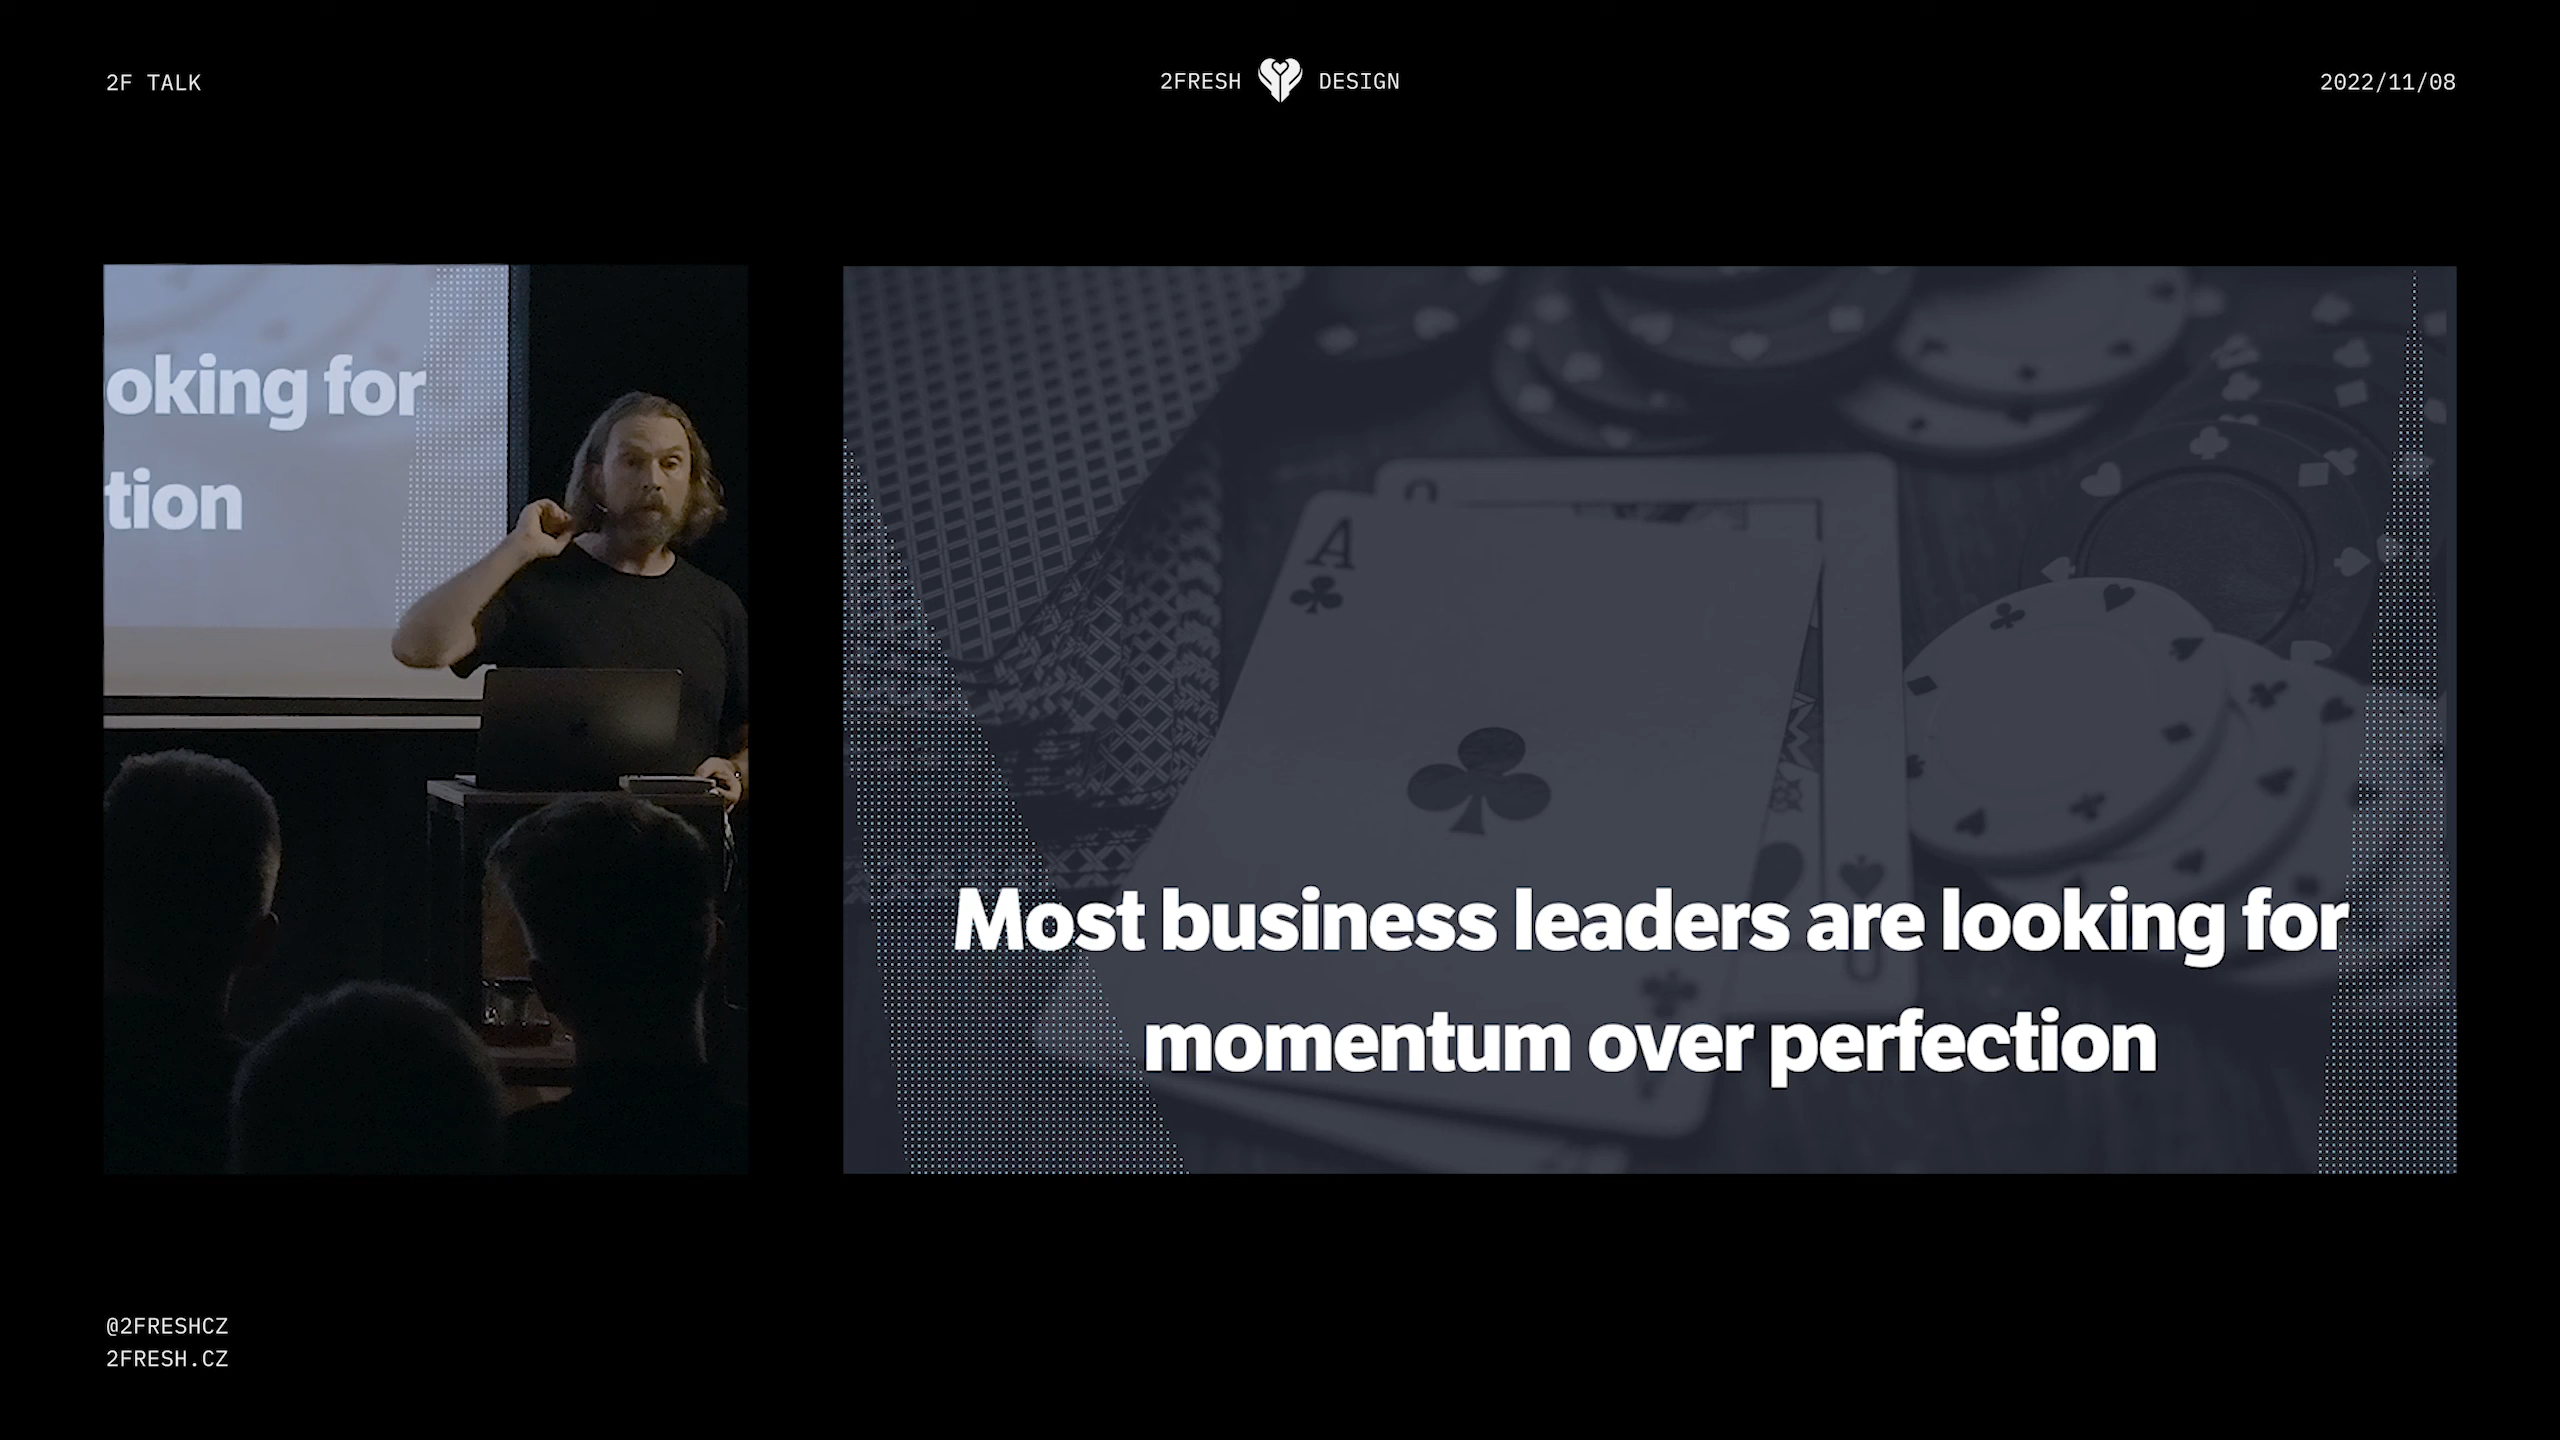 2F TALK
2FRESH DESIGN
2022/11/08
oking for
tion
A
Most business leaders are looking for
momentum over perfection
@2FRESHCZ
2FRESH.CZ